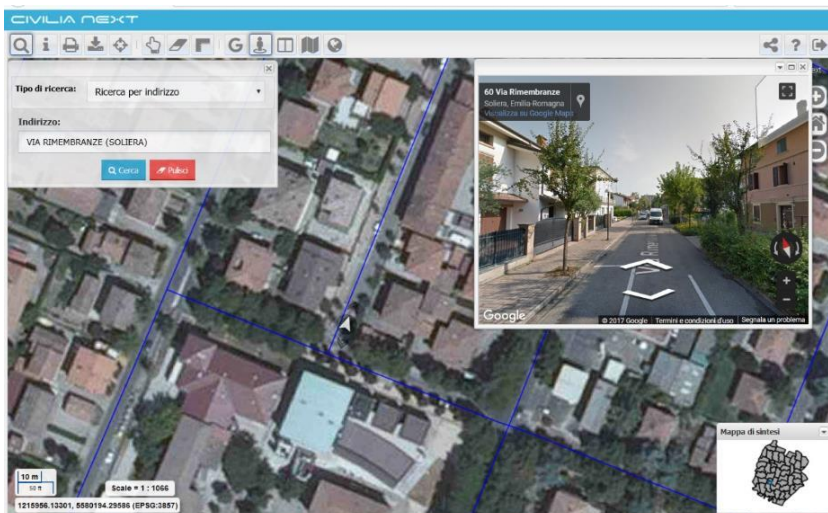 CIVILIA NEXT
G
?
Tipo di ricerca:
Ricerca per indirizzo
Indirizzo:
VIA RIMEMBRANZE (SOLIERA)
Cerca
Pulisci
60 Via Rimembranze
Soliera, Emilia-Romagna
Visualizza su Google Maps
Google
© 2017 Google
Termini e condizioni d'uso
Segnala un problema
Mappa di sintesi
10 m
50 ft
Scale = 1 : 1066
1215956.13301, 5580194.29586 (EPSG:3857)